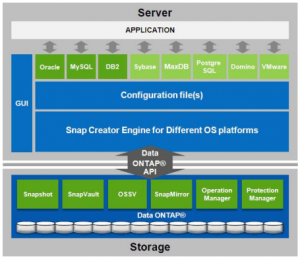 Server
APPLICATION
Oracle MySQL DB2 Sybase MaxDB Postgre SQL Domino VMware
GUI
Configuration file(s)
Snap Creator Engine for Different OS platforms
Data
ONTAP®
API
Snapshot SnapVault OSSV SnapMirror Operation Manager Protection Manager
Data ONTAP®
Storage